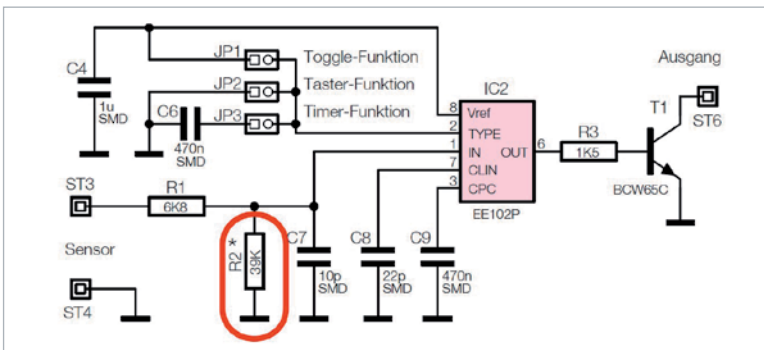 C4
1u
SMD
JP1
Toggle-Funktion
JP2
Taster-Funktion
C6
JP3
Timer-Funktion
470n
SMD
IC2
8
Vref
2
TYPE
1
IN
OUT
6
7
CLIN
3
CPC
EE102P
Ausgang
T1
ST6
R3
1K5
BCW65C
ST3
R1
6K8
Sensor
ST4
R2 *
39K
C7
10p
SMD
C8
22p
SMD
C9
470n
SMD